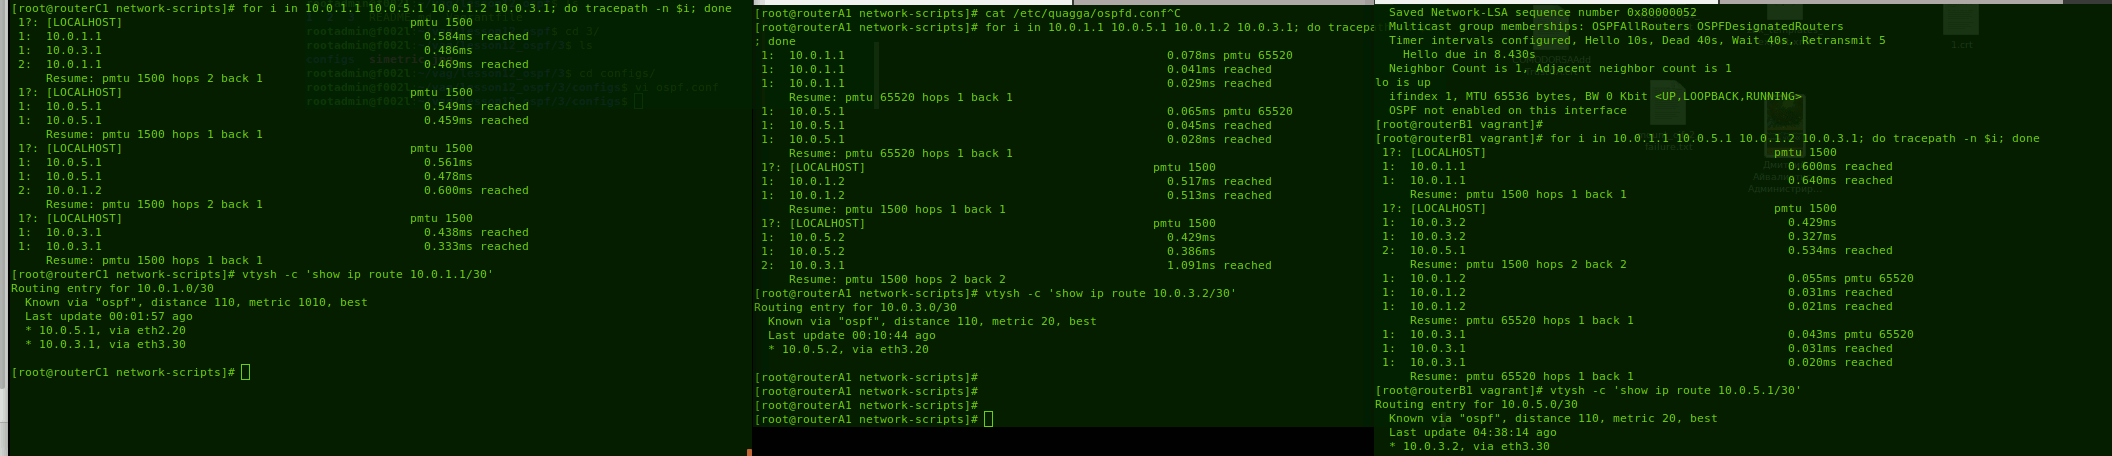 [root@routerC1 network-scripts]# for i in 10.0.1.1 10.0.5.1 10.0.1.2 10.0.3.1; do tracepath -n $i; done
1?: [LOCALHOST] pmtu 1500
1: 10.0.1.1 0.584ms reached
1: 10.0.3.1 0.486ms
2: 10.0.1.1 0.469ms reached
Resume: pmtu 1500 hops 2 back 1
1?: [LOCALHOST] pmtu 1500
1: 10.0.5.1 0.549ms reached
1: 10.0.5.1 0.459ms reached
Resume: pmtu 1500 hops 1 back 1
1?: [LOCALHOST] pmtu 1500
1: 10.0.5.1 0.561ms
1: 10.0.5.1 0.478ms
2: 10.0.1.2 0.600ms reached
Resume: pmtu 1500 hops 2 back 1
1?: [LOCALHOST] pmtu 1500
1: 10.0.3.1 0.438ms reached
1: 10.0.3.1 0.333ms reached
Resume: pmtu 1500 hops 1 back 1
[root@routerC1 network-scripts]# vtysh -c 'show ip route 10.0.1.1/30'
Routing entry for 10.0.1.0/30
Known via "ospf", distance 110, metric 1010, best
Last update 00:01:57 ago
* 10.0.5.1, via eth2.20
* 10.0.3.1, via eth3.30
[root@routerC1 network-scripts]#
cd 3/
ls
configs
cd configs/
vi ospf.conf
[root@routerA1 network-scripts]# cat /etc/quagga/ospfd.conf^C
[root@routerA1 network-scripts]# for i in 10.0.1.1 10.0.5.1 10.0.1.2 10.0.3.1; do tracepa
; done
1: 10.0.1.1 0.078ms pmtu 65520
1: 10.0.1.1 0.041ms reached
1: 10.0.1.1 0.029ms reached
Resume: pmtu 65520 hops 1 back 1
1: 10.0.5.1 0.065ms pmtu 65520
1: 10.0.5.1 0.045ms reached
1: 10.0.5.1 0.028ms reached
Resume: pmtu 65520 hops 1 back 1
1?: [LOCALHOST] pmtu 1500
1: 10.0.1.2 0.517ms reached
1: 10.0.1.2 0.513ms reached
Resume: pmtu 1500 hops 1 back 1
1?: [LOCALHOST] pmtu 1500
1: 10.0.5.2 0.429ms
1: 10.0.5.2 0.386ms
2: 10.0.3.1 1.091ms reached
Resume: pmtu 1500 hops 2 back 2
[root@routerA1 network-scripts]# vtysh -c 'show ip route 10.0.3.2/30'
Routing entry for 10.0.3.0/30
Known via "ospf", distance 110, metric 20, best
Last update 00:10:44 ago
* 10.0.5.2, via eth3.20
[root@routerA1 network-scripts]#
[root@routerA1 network-scripts]#
[root@routerA1 network-scripts]#
[root@routerA1 network-scripts]#
Saved Network-LSA sequence number 0x80000052
Multicast group memberships: OSPFAllRouters OSPFDesignatedRouters
Timer intervals configured, Hello 10s, Dead 40s, Wait 40s, Retransmit 5
Hello due in 8.430s
Neighbor Count is 1, Adjacent neighbor count is 1
lo is up
ifindex 1, MTU 65536 bytes, BW 0 Kbit <UP,LOOPBACK,RUNNING>
OSPF not enabled on this interface
[root@routerB1 vagrant]#
[root@routerB1 vagrant]# for i in 10.0.1.1 10.0.5.1 10.0.1.2 10.0.3.1; do tracepath -n $i; done
1?: [LOCALHOST] pmtu 1500
1: 10.0.1.1 0.600ms reached
1: 10.0.1.1 0.640ms reached
Resume: pmtu 1500 hops 1 back 1
1?: [LOCALHOST] pmtu 1500
1: 10.0.3.2 0.429ms
1: 10.0.3.2 0.327ms
2: 10.0.5.1 0.534ms reached
Resume: pmtu 1500 hops 2 back 2
1: 10.0.1.2 0.055ms pmtu 65520
1: 10.0.1.2 0.031ms reached
1: 10.0.1.2 0.021ms reached
Resume: pmtu 65520 hops 1 back 1
1: 10.0.3.1 0.043ms pmtu 65520
1: 10.0.3.1 0.031ms reached
1: 10.0.3.1 0.020ms reached
Resume: pmtu 65520 hops 1 back 1
[root@routerB1 vagrant]# vtysh -c 'show ip route 10.0.5.1/30'
Routing entry for 10.0.5.0/30
Known via "ospf", distance 110, metric 20, best
Last update 04:38:14 ago
* 10.0.3.2, via eth3.30
1.crt
failure.txt